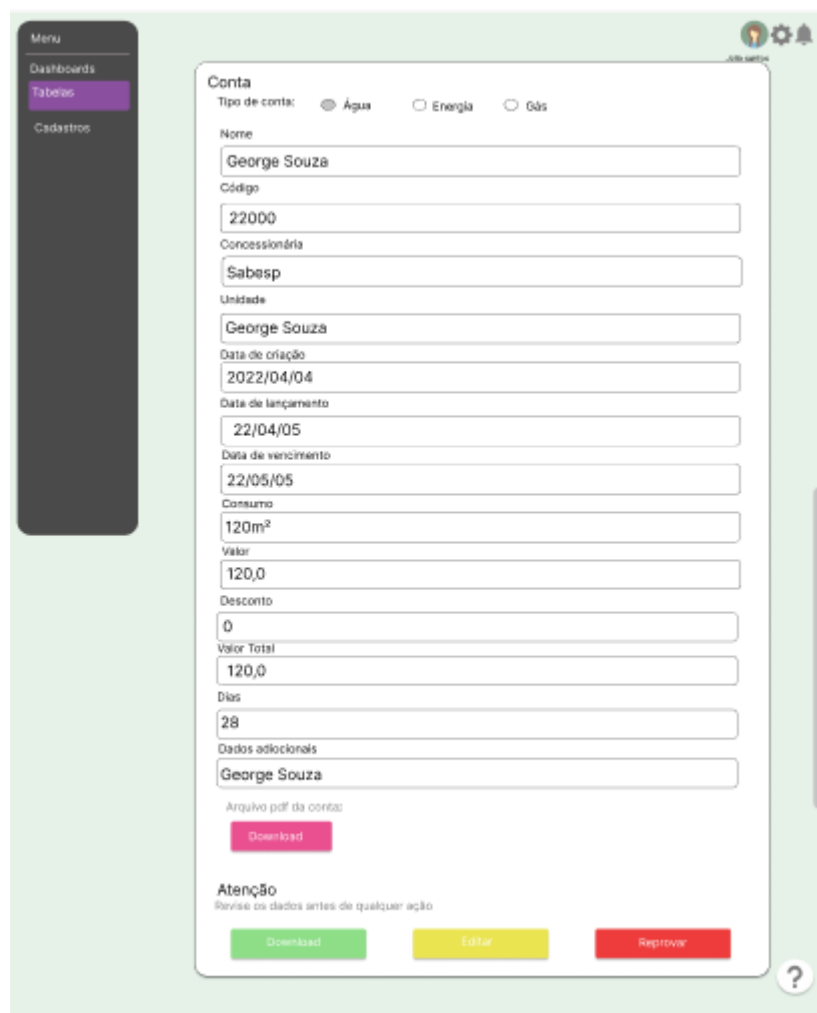 Menu
Dashboards
Tabelas
Cadastros
Conta
Tipo de conta: Água Energia Gás
Nome
George Souza
Código
22000
Concessionária
Sabesp
Unidade
George Souza
Data de criação
2022/04/04
Data de lançamento
22/04/05
Data de vencimento
22/05/05
Consumo
120m²
Valor
120,0
Desconto
0
Valor Total
120,0
Dias
28
Dados adiocionais
George Souza
Arquivo pdf da conta:
Download
Atenção
Revise os dados antes de qualquer ação
Download Editar Reprovar
?